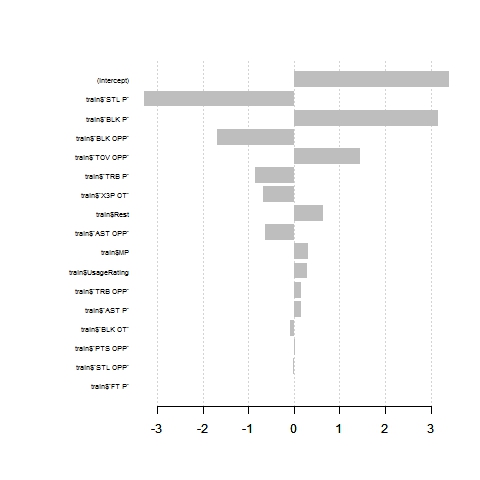 (Intercept)
train$`STL P`
train$`BLK P`
train$`BLK OPP`
train$`TOV OPP`
train$`TRB P`
train$`X3P OT`
train$Rest
train$`AST OPP`
train$MP
train$UsageRating
train$`TRB OPP`
train$`AST P`
train$`BLK OT`
train$`PTS OPP`
train$`STL OPP`
train$`FT P`
-3 -2 -1 0 1 2 3